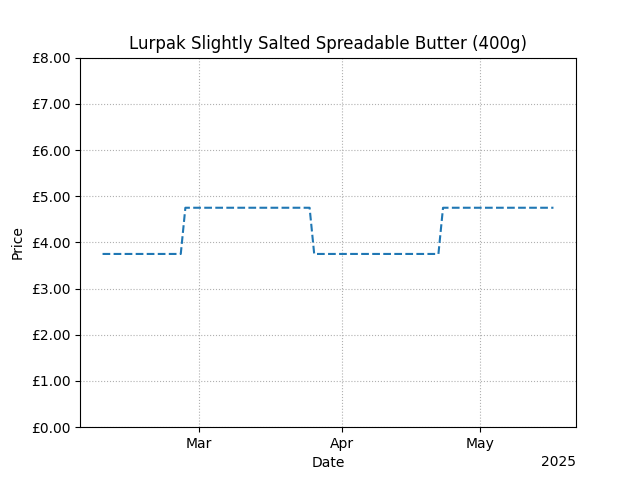 Lurpak Slightly Salted Spreadable Butter (400g)
£8.00
£7.00
£6.00
£5.00
£4.00
£3.00
£2.00
£1.00
£0.00
Price
Mar Apr May
Date
2025